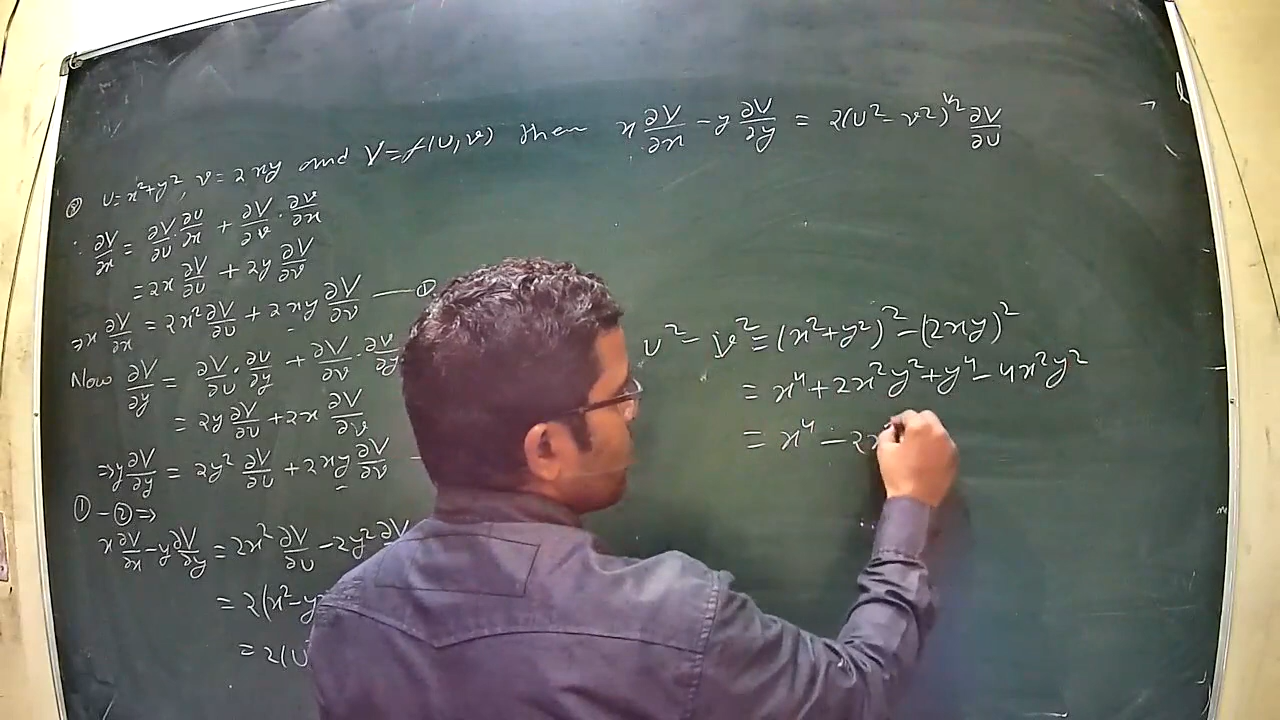 ② U=x²+y², v=2xy and V=f(U,v) then x ∂V/∂x − y ∂V/∂y = 2(U²−v²)^½ ∂V/∂U
∴ ∂V/∂x = ∂V/∂U · ∂U/∂x + ∂V/∂v · ∂v/∂x
= 2x ∂V/∂U + 2y ∂V/∂v
⇒ x ∂V/∂x = 2x² ∂V/∂U + 2xy ∂V/∂v — ①
Now ∂V/∂y = ∂V/∂U · ∂U/∂y + ∂V/∂v · ∂v/∂y
= 2y ∂V/∂U + 2x ∂V/∂v
⇒ y ∂V/∂y = 2y² ∂V/∂U + 2xy ∂V/∂v —
① − ② ⇒
x ∂V/∂x − y ∂V/∂y = 2x² ∂V/∂U − 2y² ∂V
= 2(x²−y
= 2(U
U² − v² = (x²+y²)² − (2xy)²
= x⁴ + 2x²y² + y⁴ − 4x²y²
= x⁴ − 2x